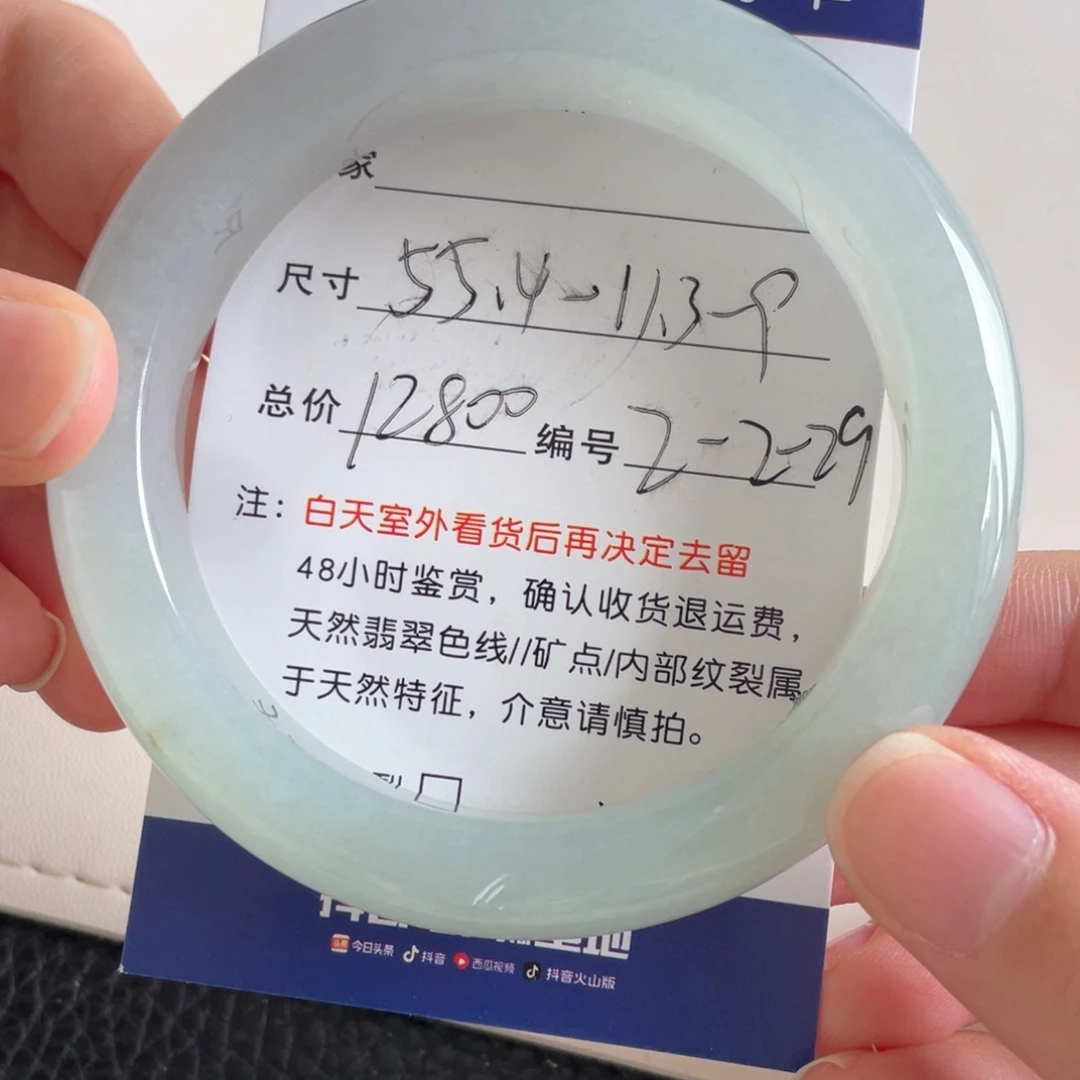 家
尺寸 55.4-11.3-9
总价 12800 编号 2-2-29
注：白天室外看货后再决定去留
48小时鉴赏，确认收货退运费，
天然翡翠色线//矿点/内部纹裂属
于天然特征，介意请慎拍。
今日头条 抖音 西瓜视频 抖音火山版